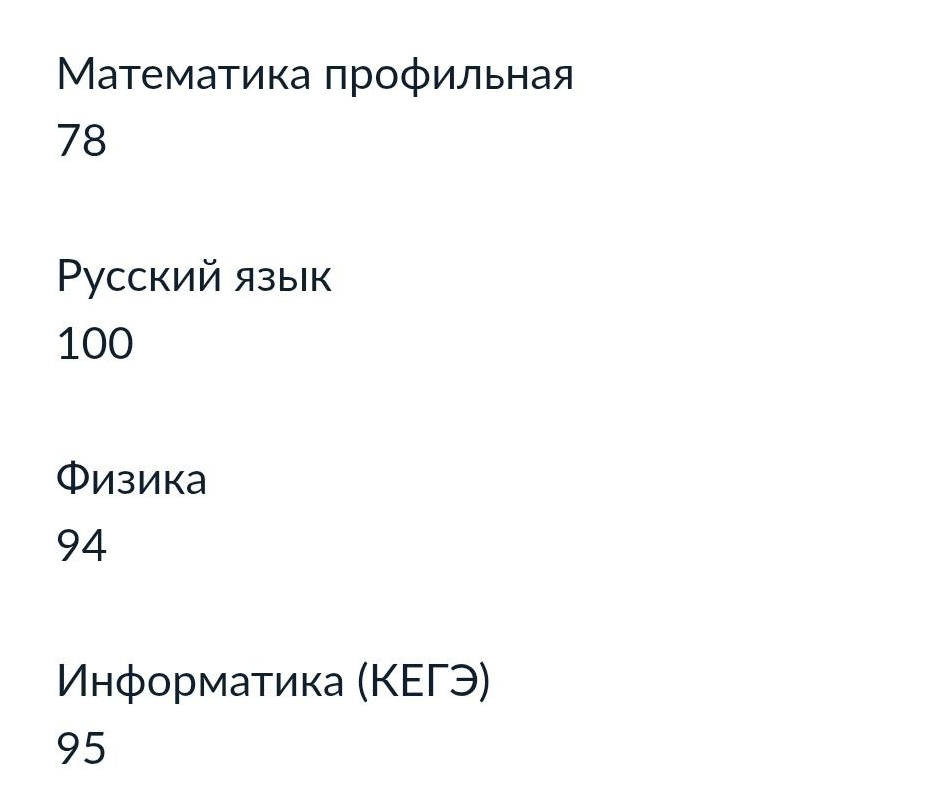 Математика профильная
78
Русский язык
100
Физика
94
Информатика (КЕГЭ)
95